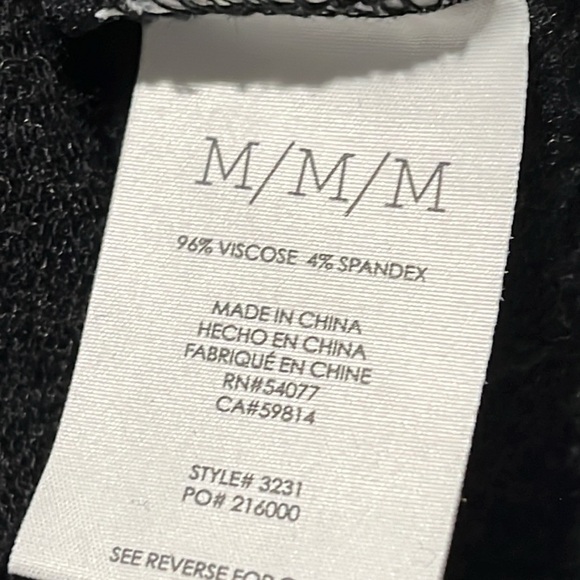 M/M/M
96% VISCOSE 4% SPANDEX
MADE IN CHINA
HECHO EN CHINA
FABRIQUÉ EN CHINE
RN#54077
CA#59814
STYLE# 3231
PO# 216000
SEE REVERSE FOR